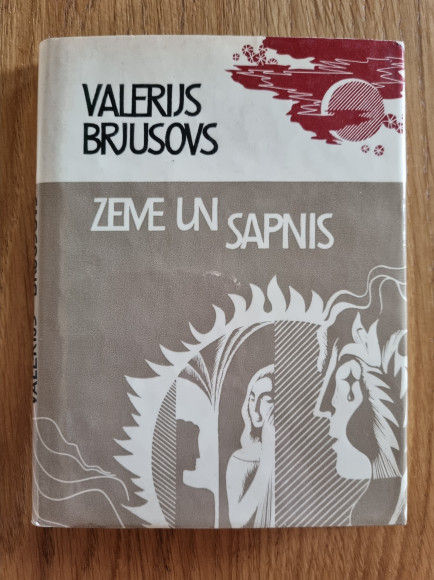 VALERIJS
BRJUSOVS
ZEME UN
SAPNIS
VALERIJS BRJUSOVS